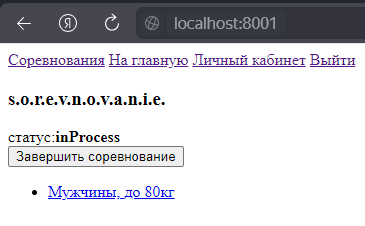 localhost:8001
Соревнования На главную Личный кабинет Выйти
s.o.r.e.v.n.o.v.a.n.i.e.
статус:inProcess
Завершить соревнование
Мужчины, до 80кг